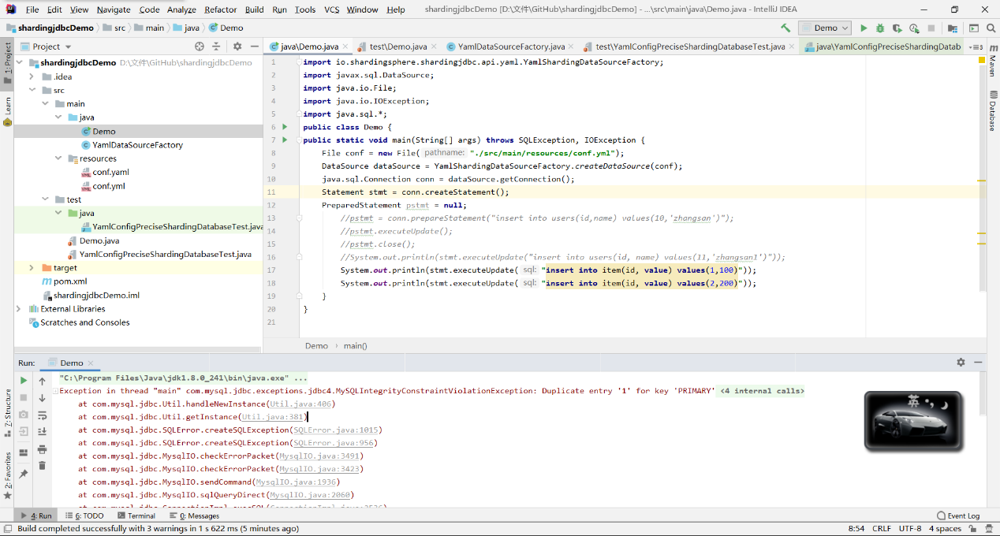 File Edit View Navigate Code Analyze Refactor Build Run Tools VCS Window Help shardingjdbcDemo [D:\文件\GitHub\shardingjdbcDemo] - ...\src\main\java\Demo.java - IntelliJ IDEA
shardingjdbcDemo src main java Demo Demo
Project java\Demo.java test\Demo.java YamlDataSourceFactory.java test\YamlConfigPreciseShardingDatabaseTest.java java\YamlConfigPreciseShardingDatab 3
1: Project
Learn
7: Structure
2: Favorites
Maven
Database
shardingjdbcDemo D:\文件\GitHub\shardingjdbcDemo
.idea
src
main
java
Demo
YamlDataSourceFactory
resources
conf.yaml
conf.yml
test
java
YamlConfigPreciseShardingDatabaseTest.java
Demo.java
YamlConfigPreciseShardingDatabaseTest.java
target
pom.xml
shardingjdbcDemo.iml
External Libraries
Scratches and Consoles
1 import io.shardingsphere.shardingjdbc.api.yaml.YamlShardingDataSourceFactory;
2 import javax.sql.DataSource;
3 import java.io.File;
4 import java.io.IOException;
5 import java.sql.*;
6 public class Demo {
7 public static void main(String[] args) throws SQLException, IOException {
8 File conf = new File( pathname: "./src/main/resources/conf.yml");
9 DataSource dataSource = YamlShardingDataSourceFactory.createDataSource(conf);
10 java.sql.Connection conn = dataSource.getConnection();
11 Statement stmt = conn.createStatement();
12 PreparedStatement pstmt = null;
13 //pstmt = conn.prepareStatement("insert into users(id,name) values(10,'zhangsan')");
14 //pstmt.executeUpdate();
15 //pstmt.close();
16 //System.out.println(stmt.executeUpdate("insert into users(id, name) values(11,'zhangsan1')"));
17 System.out.println(stmt.executeUpdate( sql: "insert into item(id, value) values(1,100)"));
18 System.out.println(stmt.executeUpdate( sql: "insert into item(id, value) values(2,200)"));
19 }
20 }
21
Demo › main()
Run: Demo
"C:\Program Files\Java\jdk1.8.0_241\bin\java.exe" ...
Exception in thread "main" com.mysql.jdbc.exceptions.jdbc4.MySQLIntegrityConstraintViolationException: Duplicate entry '1' for key 'PRIMARY' <4 internal calls>
at com.mysql.jdbc.Util.handleNewInstance(Util.java:406)
at com.mysql.jdbc.Util.getInstance(Util.java:381)
at com.mysql.jdbc.SQLError.createSQLException(SQLError.java:1015)
at com.mysql.jdbc.SQLError.createSQLException(SQLError.java:956)
at com.mysql.jdbc.MysqlIO.checkErrorPacket(MysqlIO.java:3491)
at com.mysql.jdbc.MysqlIO.checkErrorPacket(MysqlIO.java:3423)
at com.mysql.jdbc.MysqlIO.sendCommand(MysqlIO.java:1936)
at com.mysql.jdbc.MysqlIO.sqlQueryDirect(MysqlIO.java:2060)
英
4: Run 6: TODO Terminal 0: Messages Event Log
Build completed successfully with 3 warnings in 1 s 622 ms (5 minutes ago) 8:54 CRLF UTF-8 4 spaces